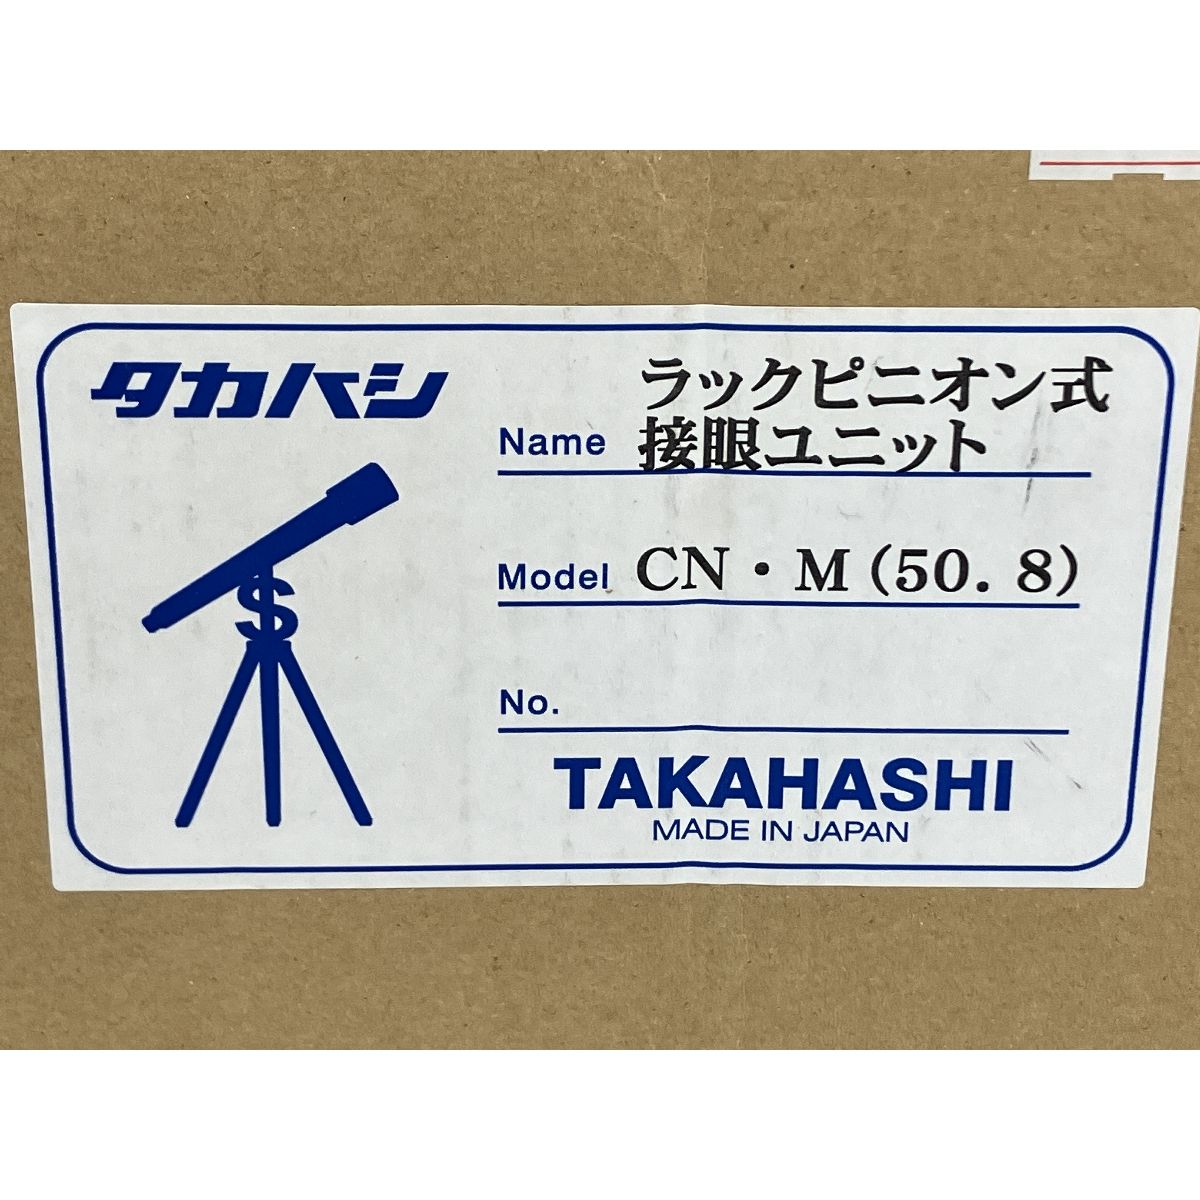 タカハシ
Name ラックピニオン式
接眼ユニット
Model CN・M(50.8)
No.
$
TAKAHASHI
MADE IN JAPAN